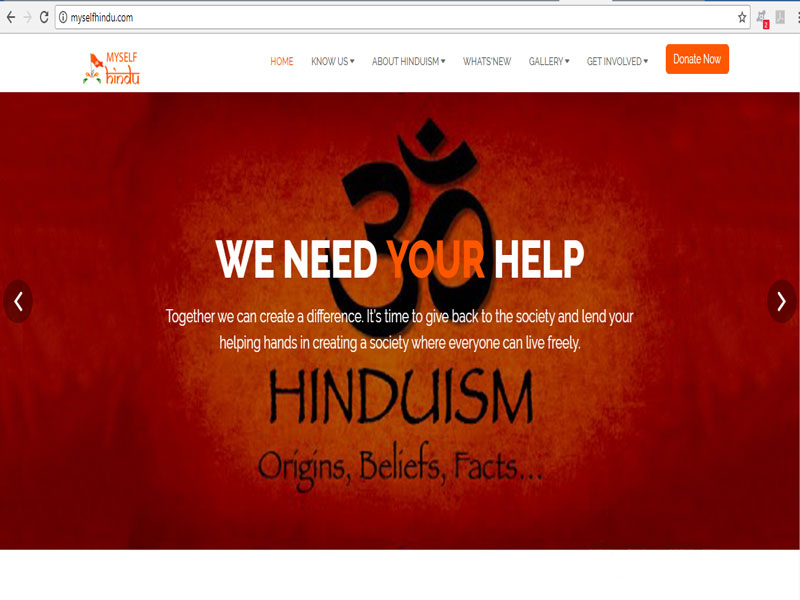 myselfhindu.com
2
MYSELF
hindu
HOME KNOW US ABOUT HINDUISM WHATS'NEW GALLERY GET INVOLVED Donate Now
ॐ
WE NEED YOUR HELP
Together we can create a difference. It's time to give back to the society and lend your
helping hands in creating a society where everyone can live freely.
HINDUISM
Origins, Beliefs, Facts...